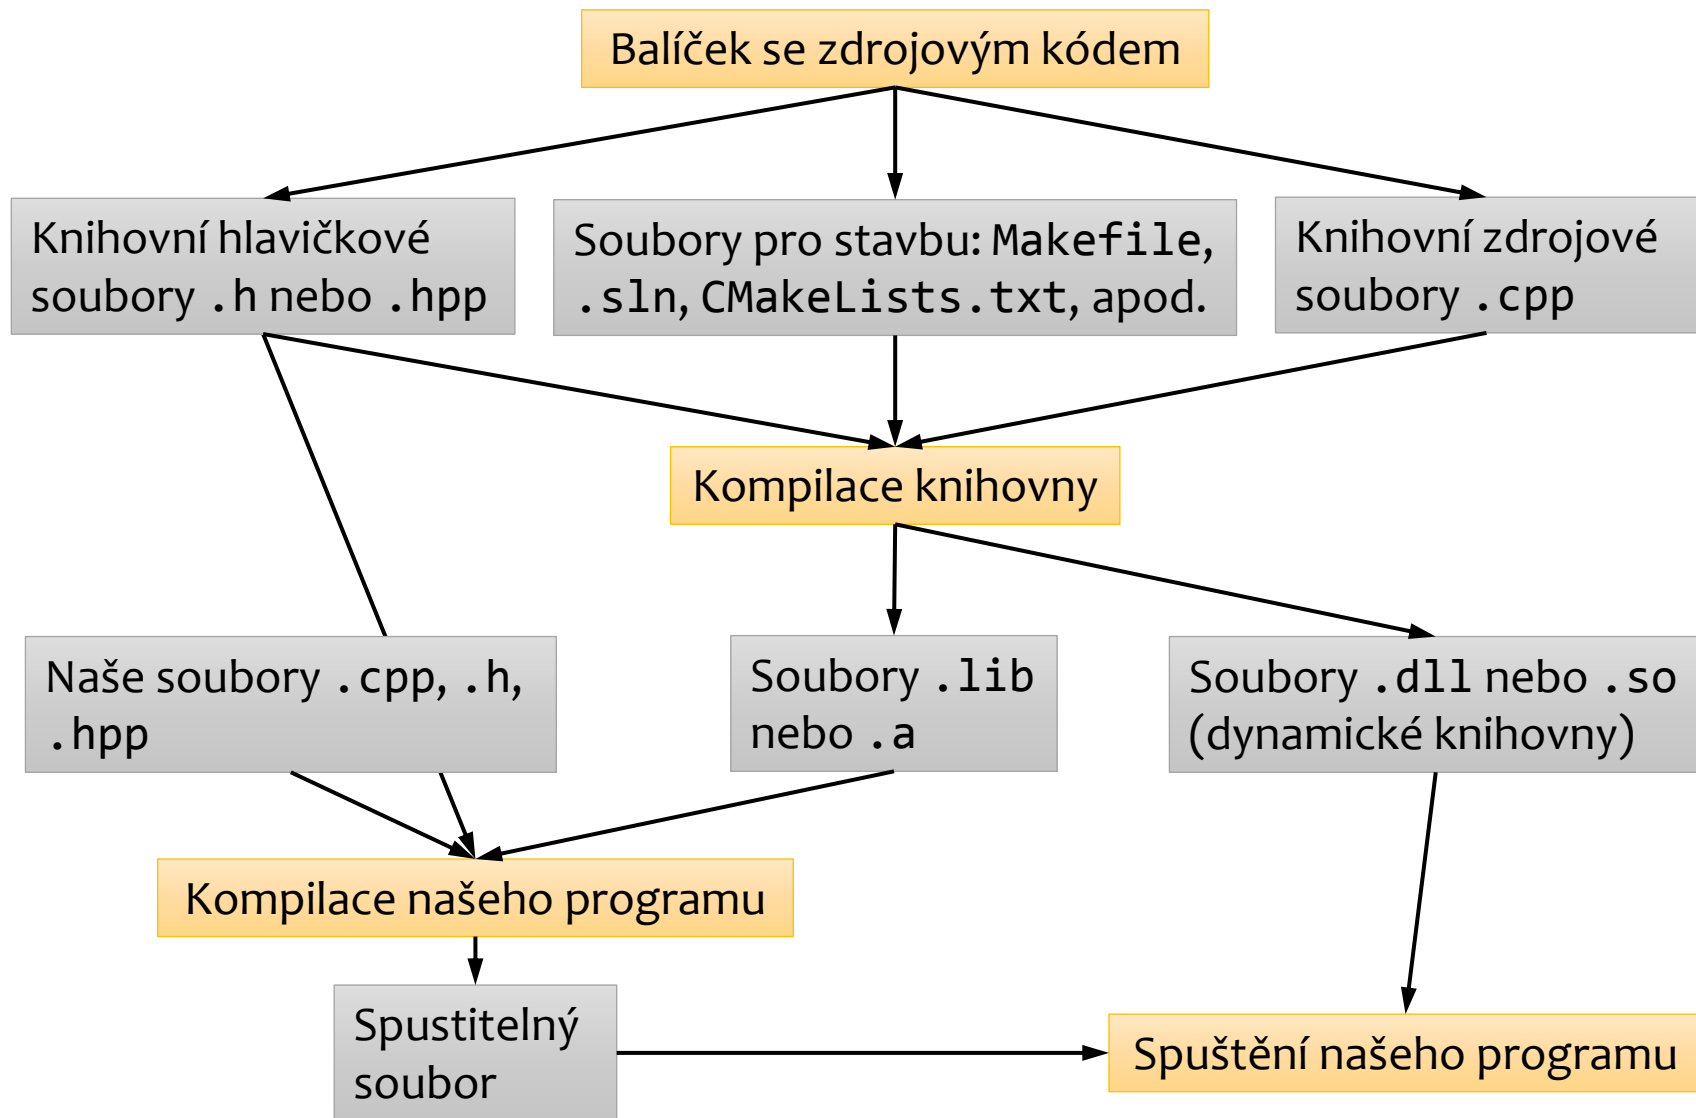 Balíček se zdrojovým kódem
Knihovní hlavičkové
soubory .h nebo .hpp
Soubory pro stavbu: Makefile,
.sln, CMakeLists.txt, apod.
Knihovní zdrojové
soubory .cpp
Kompilace knihovny
Naše soubory .cpp, .h,
.hpp
Soubory .lib
nebo .a
Soubory .dll nebo .so
(dynamické knihovny)
Kompilace našeho programu
Spustitelný
soubor
Spuštění našeho programu